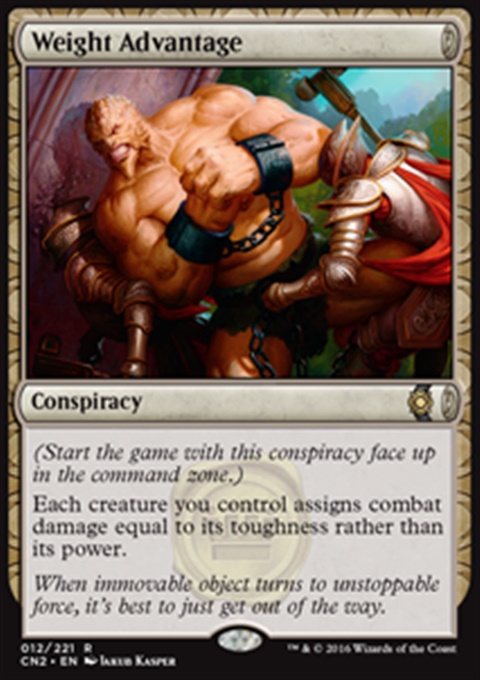 Weight Advantage
Conspiracy
(Start the game with this conspiracy face up
in the command zone.)
Each creature you control assigns combat
damage equal to its toughness rather than
its power.
When immovable object turns to unstoppable
force, it's best to just get out of the way.
012/221 R
CN2 • EN Jakub Kasper
™ & © 2016 Wizards of the Coast